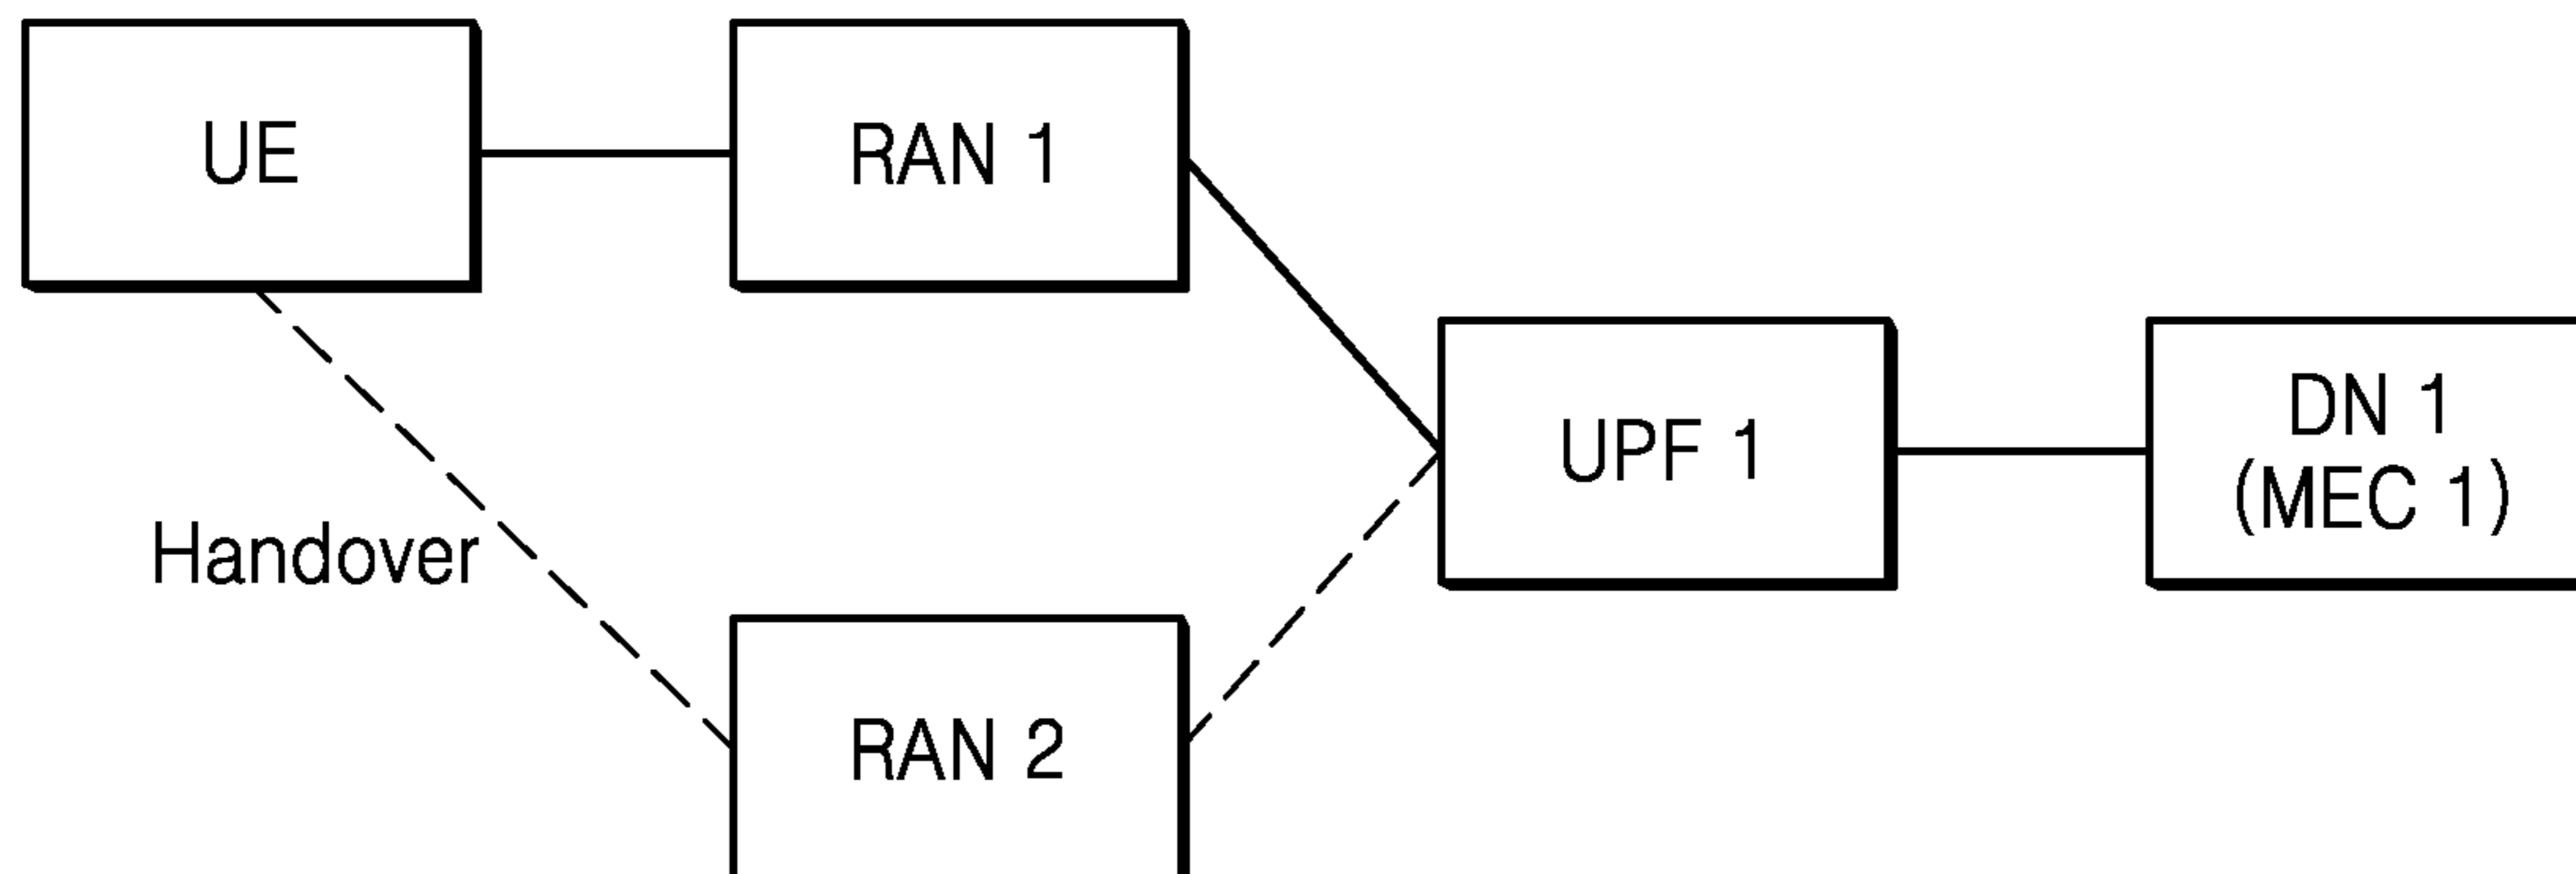 UE
RAN 1
UPF 1
DN 1
(MEC 1)
Handover
RAN 2